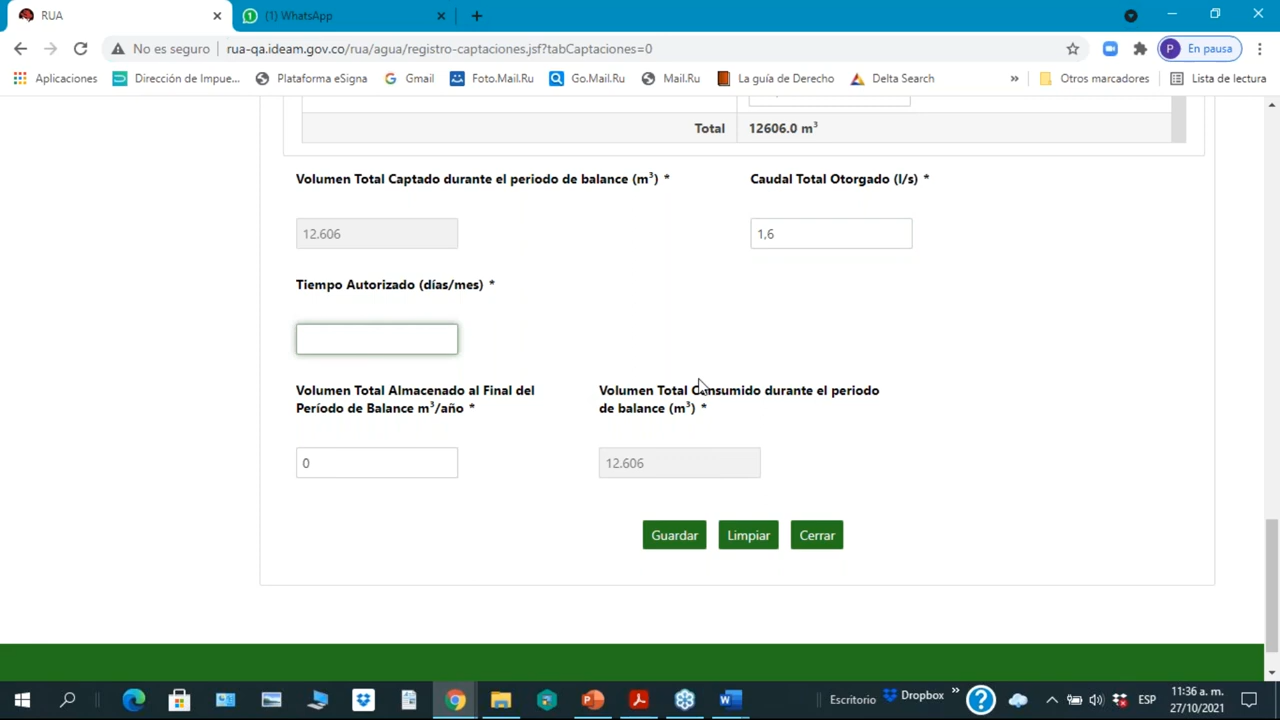 RUA
(1) WhatsApp
No es seguro
rua-qa.ideam.gov.co/rua/agua/registro-captaciones.jsf?tabCaptaciones=0
P En pausa
Aplicaciones
Dirección de Impue...
Plataforma eSigna
Gmail
Foto.Mail.Ru
Go.Mail.Ru
Mail.Ru
La guía de Derecho
Delta Search
»
Otros marcadores
Lista de lectura
Total 12606.0 m³
Volumen Total Captado durante el periodo de balance (m³) *
Caudal Total Otorgado (l/s) *
12.606
1,6
Tiempo Autorizado (días/mes) *
Volumen Total Almacenado al Final del
Período de Balance m³/año *
Volumen Total Consumido durante el periodo
de balance (m³) *
0
12.606
Guardar
Limpiar
Cerrar
Escritorio
Dropbox
»
ESP
11:36 a. m.
27/10/2021